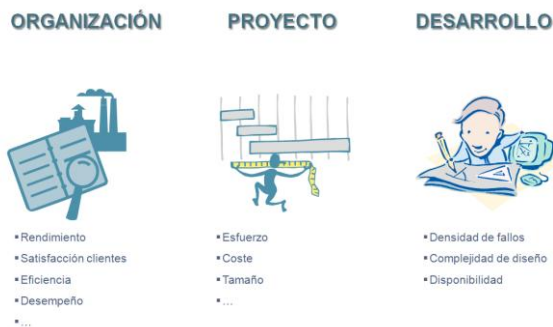 ORGANIZACIÓN
PROYECTO
DESARROLLO
▪Rendimiento
▪Satisfacción clientes
▪Eficiencia
▪Desempeño
▪...
▪Esfuerzo
▪Coste
▪Tamaño
▪...
▪Densidad de fallos
▪Complejidad de diseño
▪Disponibilidad